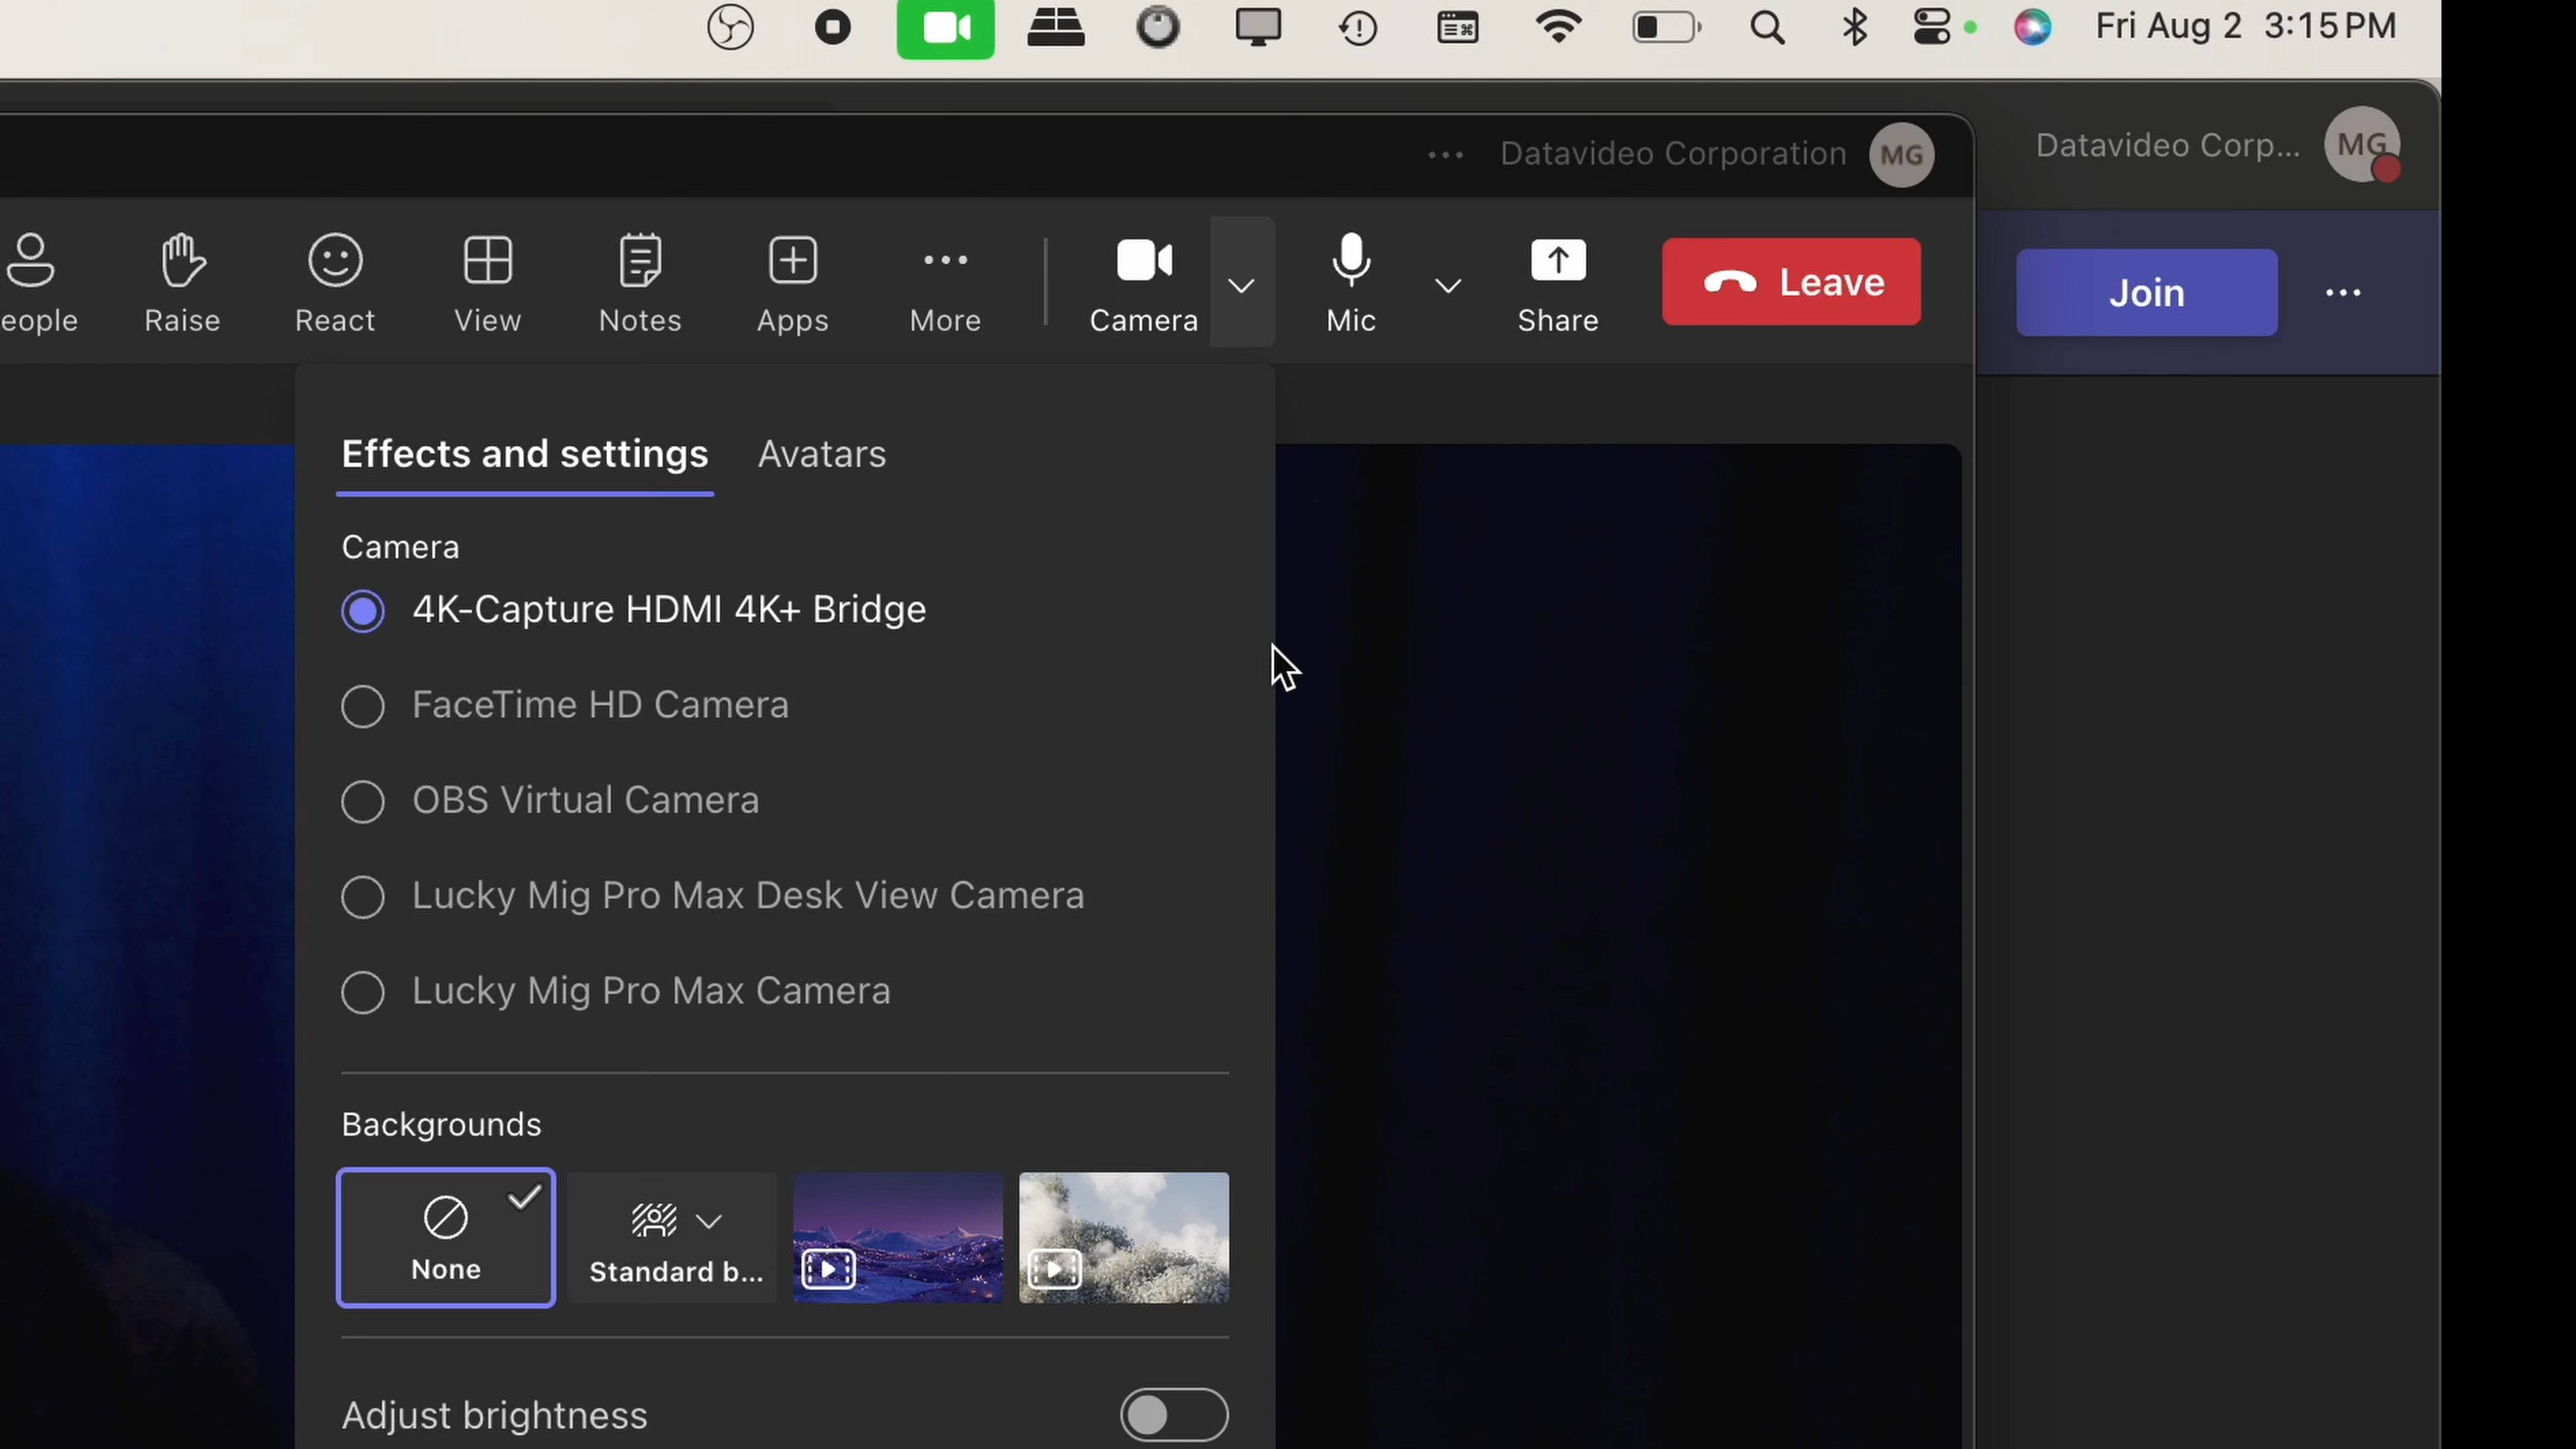 Fri Aug 2 3:15 PM
Datavideo Corporation MG
Datavideo Corp... MG
eople Raise React View Notes Apps More Camera Mic Share Leave
Join
Effects and settings Avatars
Camera
4K-Capture HDMI 4K+ Bridge
FaceTime HD Camera
OBS Virtual Camera
Lucky Mig Pro Max Desk View Camera
Lucky Mig Pro Max Camera
Backgrounds
None Standard b...
Adjust brightness